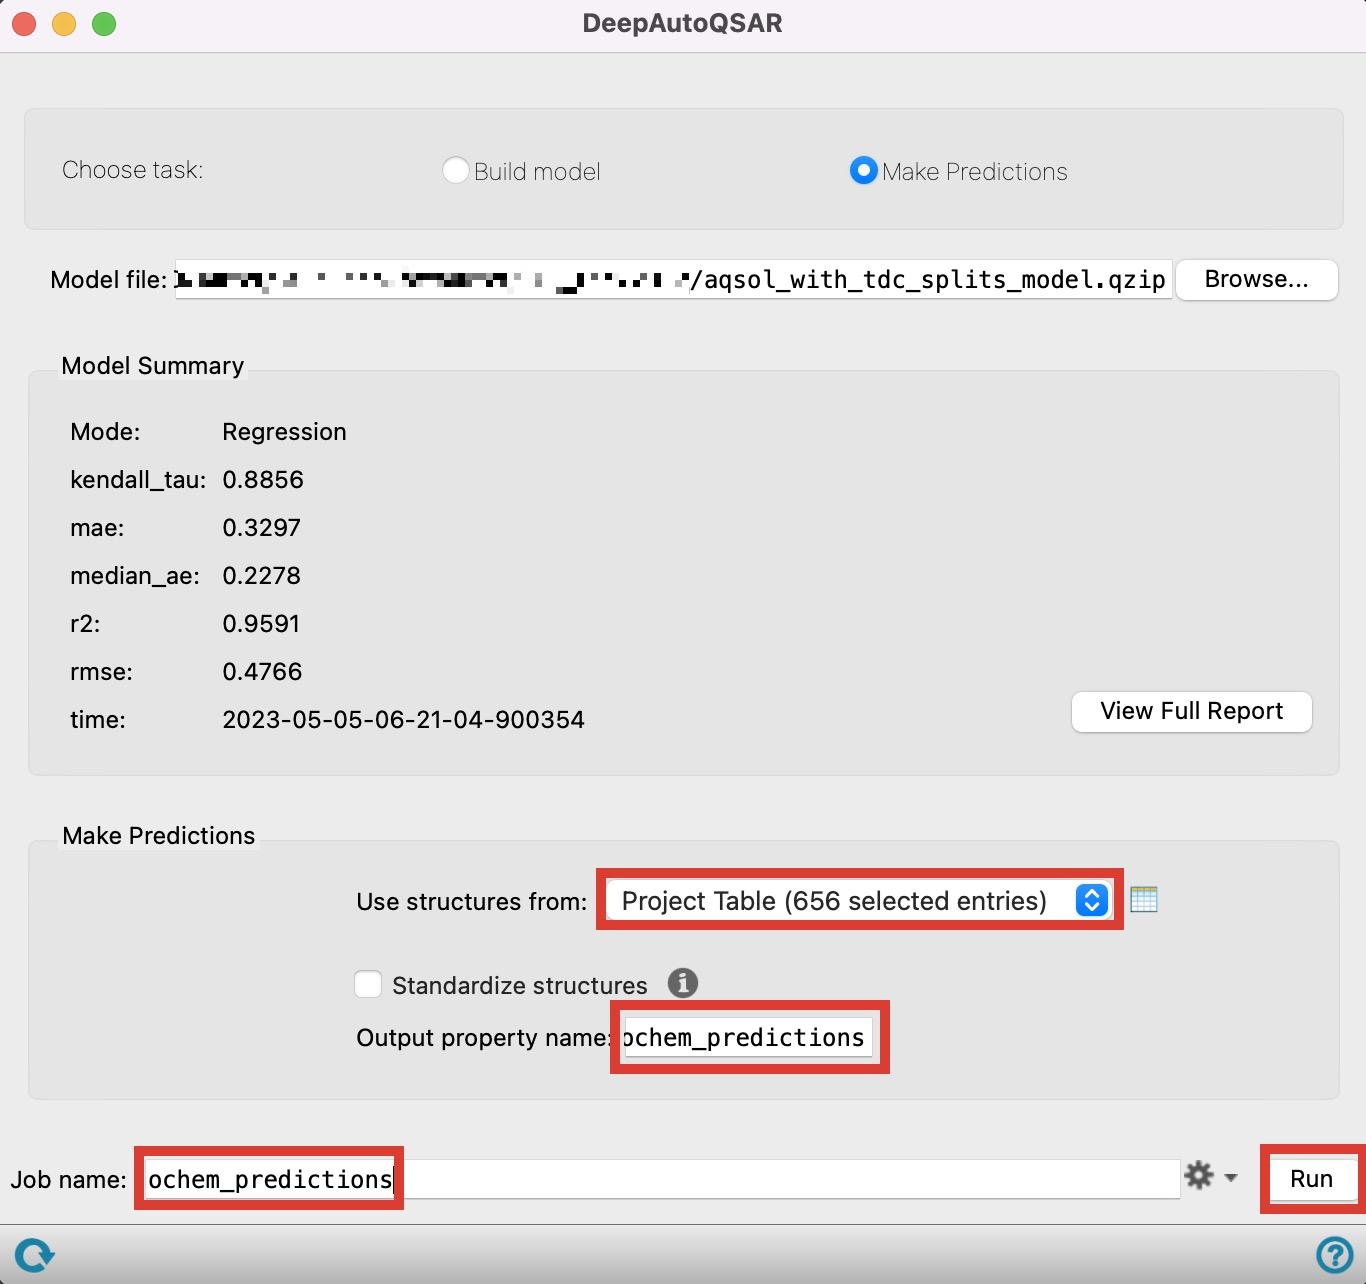 DeepAutoQSAR
Choose task: Build model Make Predictions
Model file: /aqsol_with_tdc_splits_model.qzip Browse...
Model Summary
Mode: Regression
kendall_tau: 0.8856
mae: 0.3297
median_ae: 0.2278
r2: 0.9591
rmse: 0.4766
time: 2023-05-05-06-21-04-900354
View Full Report
Make Predictions
Use structures from: Project Table (656 selected entries)
Standardize structures i
Output property name: ochem_predictions
Job name: ochem_predictions Run
?